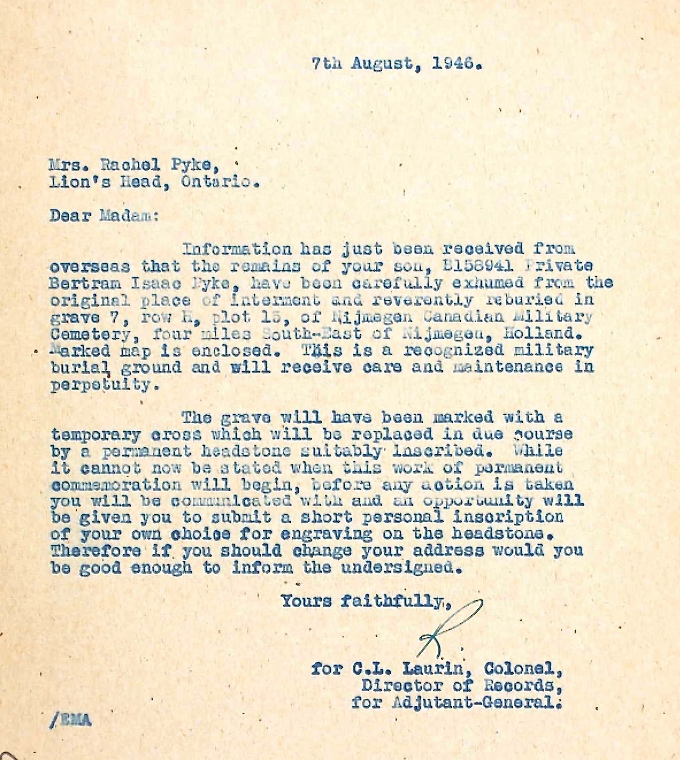 7th August, 1946.
Mrs. Rachel Pyke,
Lion's Head, Ontario.
Dear Madam:
Information has just been received from
overseas that the remains of your son, B158941 Private
Bertram Isaac Pyke, have been carefully exhumed from the
original place of interment and reverently reburied in
grave 7, row H, plot 15, of Nijmegen Canadian Military
Cemetery, four miles South-East of Nijmegen, Holland.
Marked map is enclosed. This is a recognized military
burial ground and will receive care and maintenance in
perpetuity.
The grave will have been marked with a
temporary cross which will be replaced in due course
by a permanent headstone suitably inscribed. While
it cannot now be stated when this work of permanent
commemoration will begin, before any action is taken
you will be communicated with and an opportunity will
be given you to submit a short personal inscription
of your own choice for engraving on the headstone.
Therefore if you should change your address would you
be good enough to inform the undersigned.
Yours faithfully,
R
for C.L. Laurin, Colonel,
Director of Records,
for Adjutant-General.
/EMA